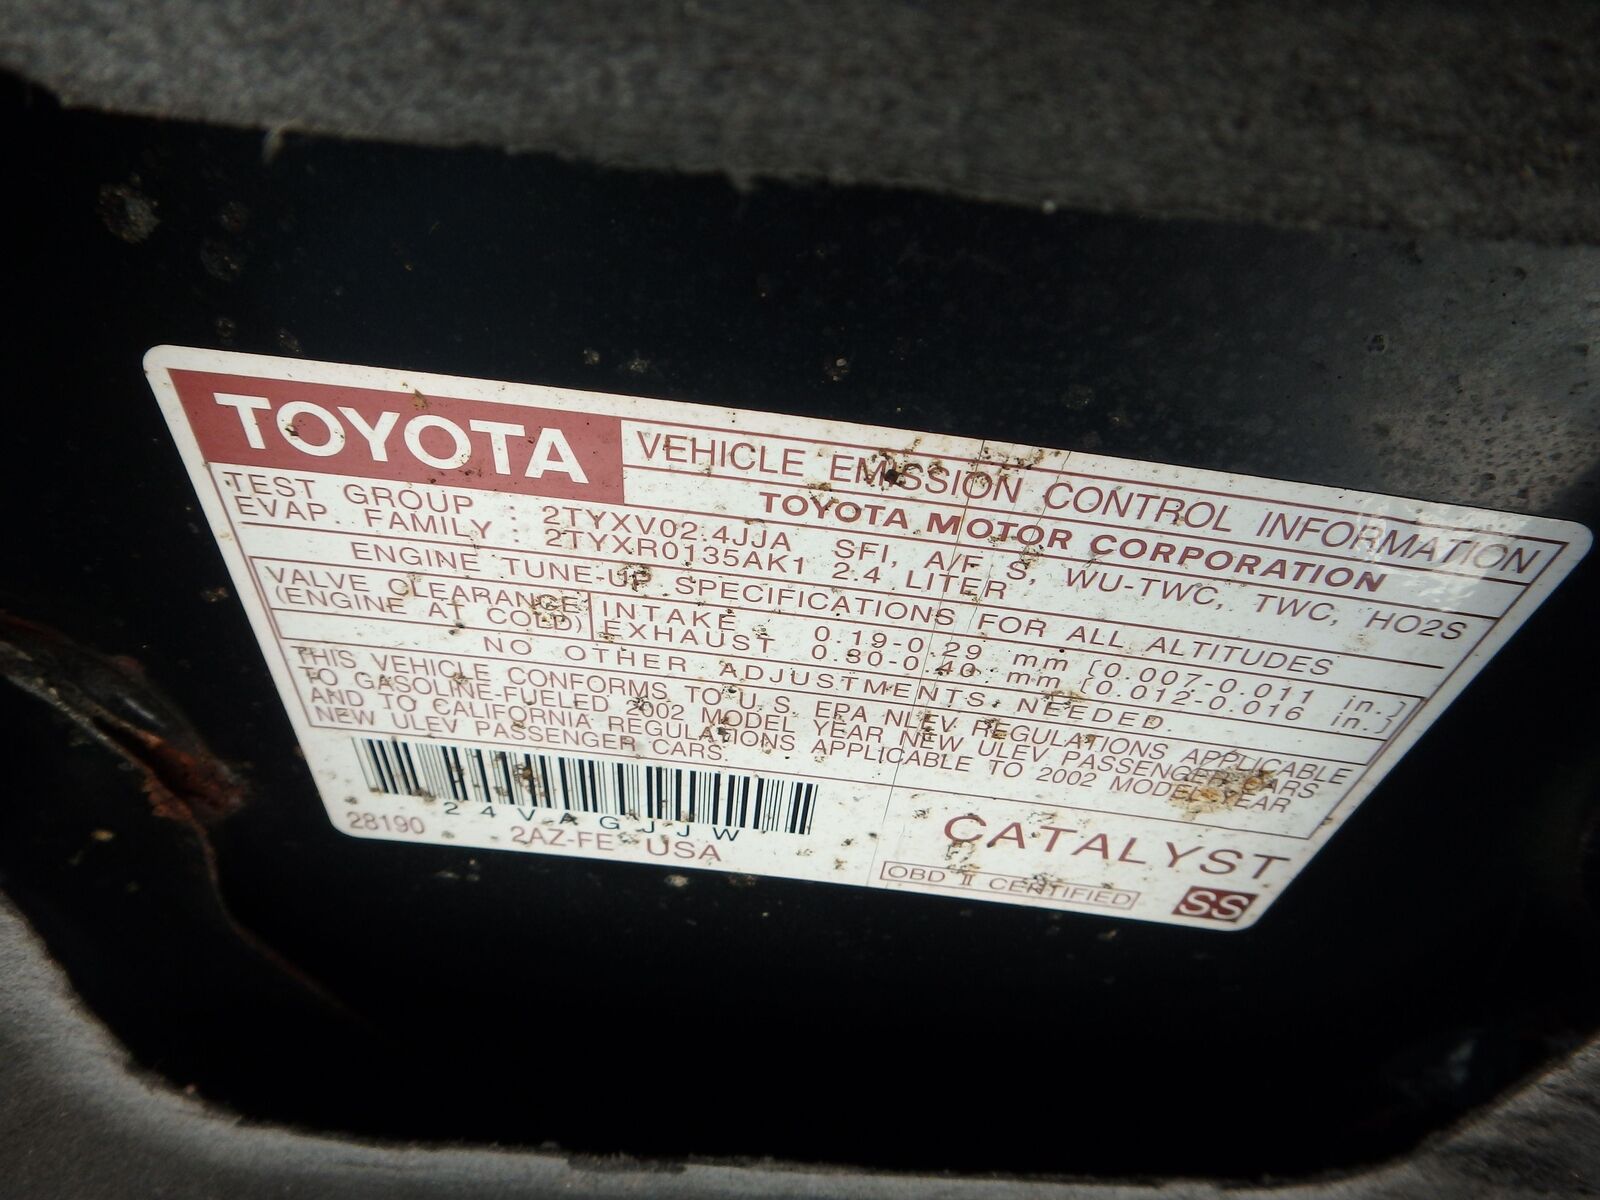 TOYOTA
VEHICLE EMISSION CONTROL INFORMATION
TOYOTA MOTOR CORPORATION
TEST GROUP : 2TYXV02.4JJA SFI, A/F S, WU-TWC, TWC, HO2S
EVAP. FAMILY : 2TYXR0135AK1 2.4 LITER
ENGINE TUNE-UP SPECIFICATIONS FOR ALL ALTITUDES
VALVE CLEARANCE INTAKE 0.19-0.29 mm (0.007-0.011 in.)
(ENGINE AT COLD) EXHAUST 0.30-0.40 mm (0.012-0.016 in.)
NO OTHER ADJUSTMENTS NEEDED.
THIS VEHICLE CONFORMS TO U.S. EPA NLEV REGULATIONS APPLICABLE
TO GASOLINE-FUELED 2002 MODEL YEAR NEW ULEV PASSENGER CARS
AND TO CALIFORNIA REGULATIONS APPLICABLE TO 2002 MODEL YEAR
NEW ULEV PASSENGER CARS.
24VAGJJW
28190 2AZ-FE USA
CATALYST
OBD II CERTIFIED SS